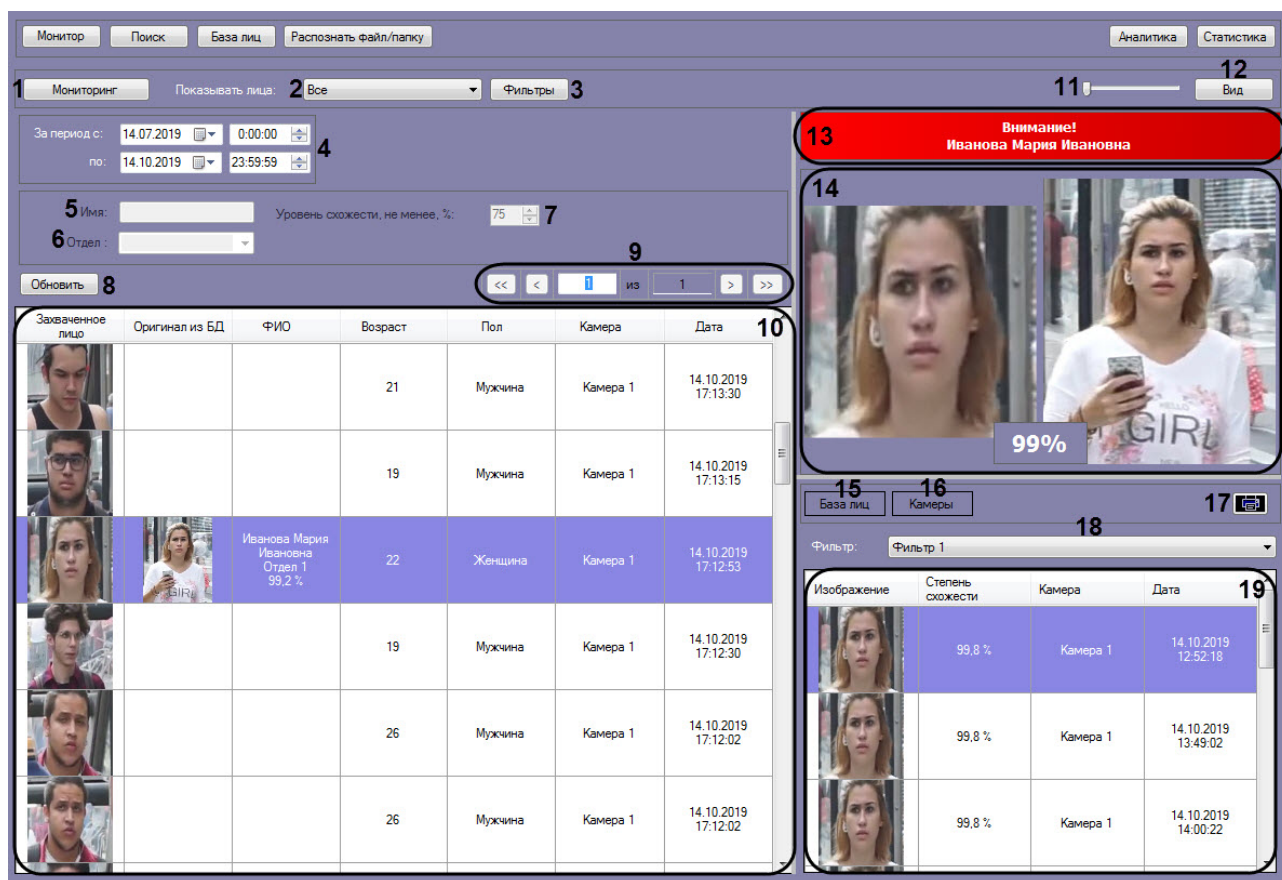 Монитор Поиск База лиц Распознать файл/папку Аналитика Статистика
1 Мониторинг Показывать лица: 2 Все Фильтры 3 11 12 Вид
За период с: 14.07.2019 0:00:00
по: 14.10.2019 23:59:59 4
5 Имя: Уровень схожести, не менее, %: 75 7
6 Отдел :
Обновить 8
9
<< < 1 из 1 > >>
Захваченное лицо Оригинал из БД ФИО Возраст Пол Камера Дата 10
21 Мужчина Камера 1 14.10.2019 17:13:30
19 Мужчина Камера 1 14.10.2019 17:13:15
Иванова Мария
Ивановна
Отдел 1
99,2 %
22 Женщина Камера 1 14.10.2019 17:12:53
19 Мужчина Камера 1 14.10.2019 17:12:30
26 Мужчина Камера 1 14.10.2019 17:12:02
26 Мужчина Камера 1 14.10.2019 17:12:02
13 Внимание!
Иванова Мария Ивановна
14
HELLO
GIRL
99%
15 База лиц 16 Камеры 17
18
Фильтр: Фильтр 1
Изображение Степень схожести Камера Дата 19
99,8 % Камера 1 14.10.2019 12:52:18
99,8 % Камера 1 14.10.2019 13:49:02
99,8 % Камера 1 14.10.2019 14:00:22